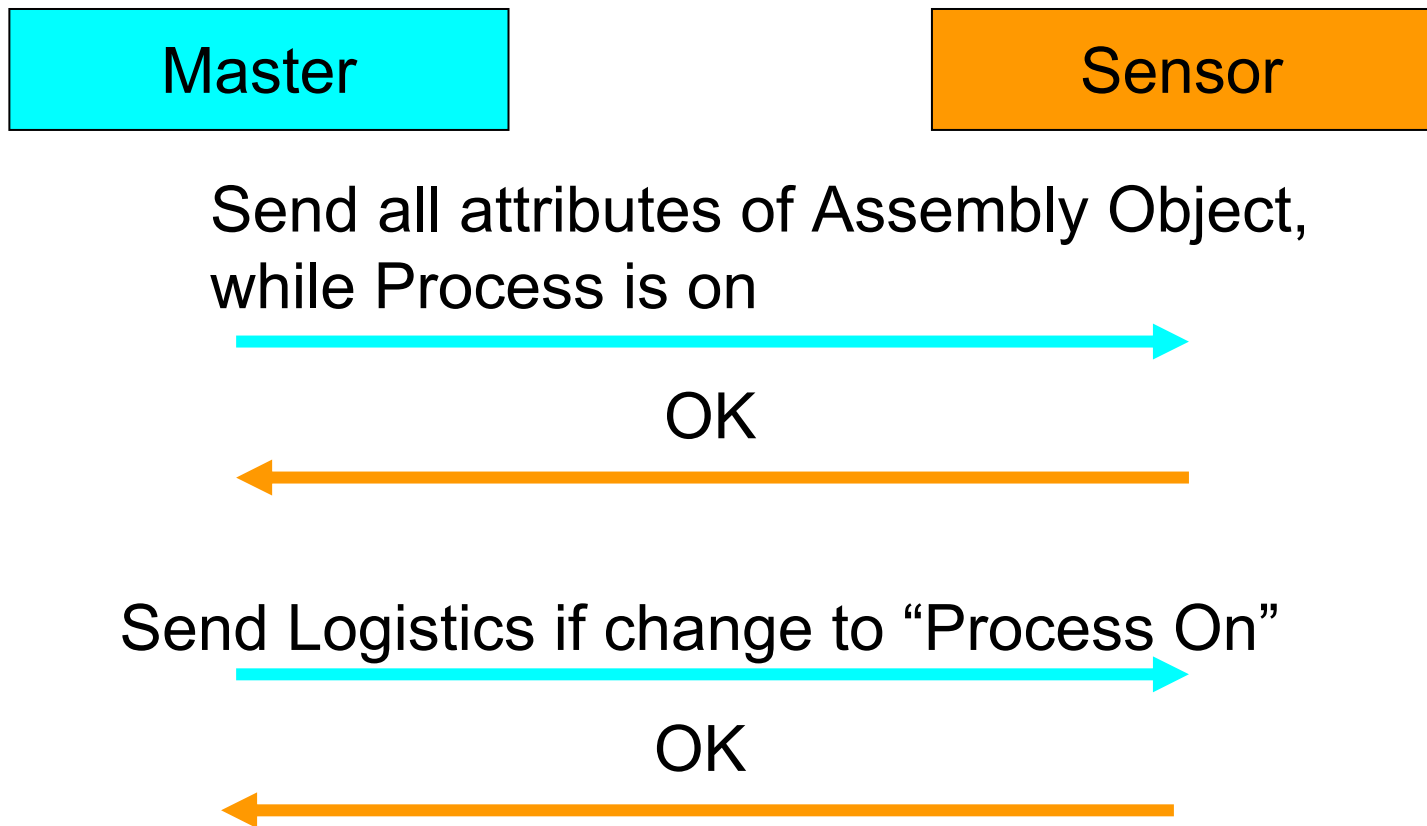 Master
Sensor
Send all attributes of Assembly Object,
while Process is on
OK
Send Logistics if change to “Process On”
OK